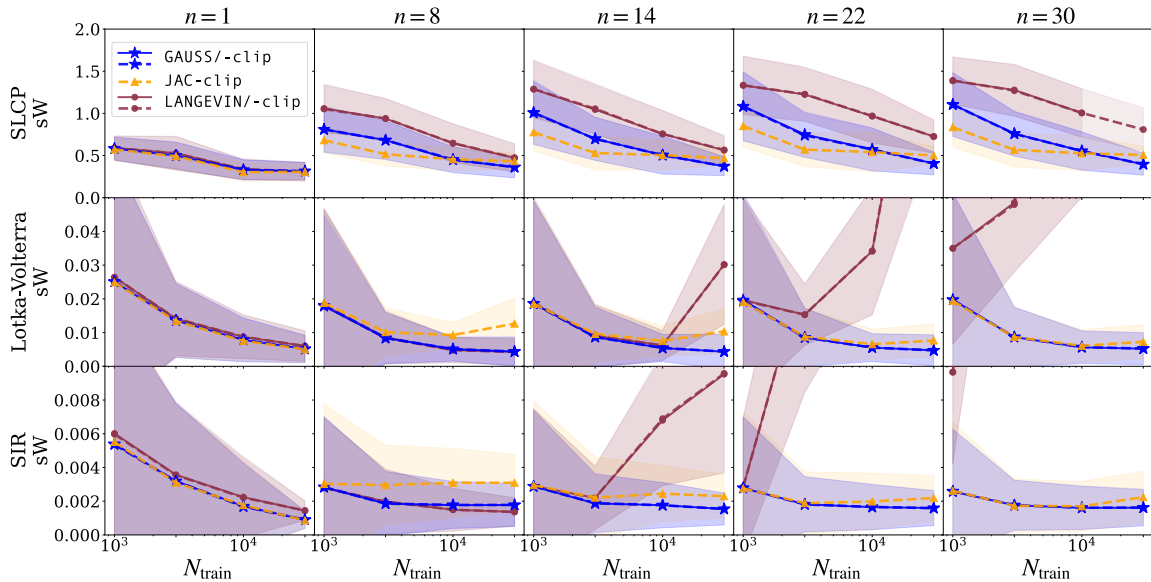 n = 1 n = 8 n = 14 n = 22 n = 30
SLCP
sW
2.0
1.5
1.0
0.5
0.0
GAUSS/-clip
JAC-clip
LANGEVIN/-clip
Lotka-Volterra
sW
0.04
0.03
0.02
0.01
0.00
SIR
sW
0.008
0.006
0.004
0.002
0.000
10³ 10⁴ 10³ 10⁴ 10³ 10⁴ 10³ 10⁴ 10³ 10⁴
N_train N_train N_train N_train N_train